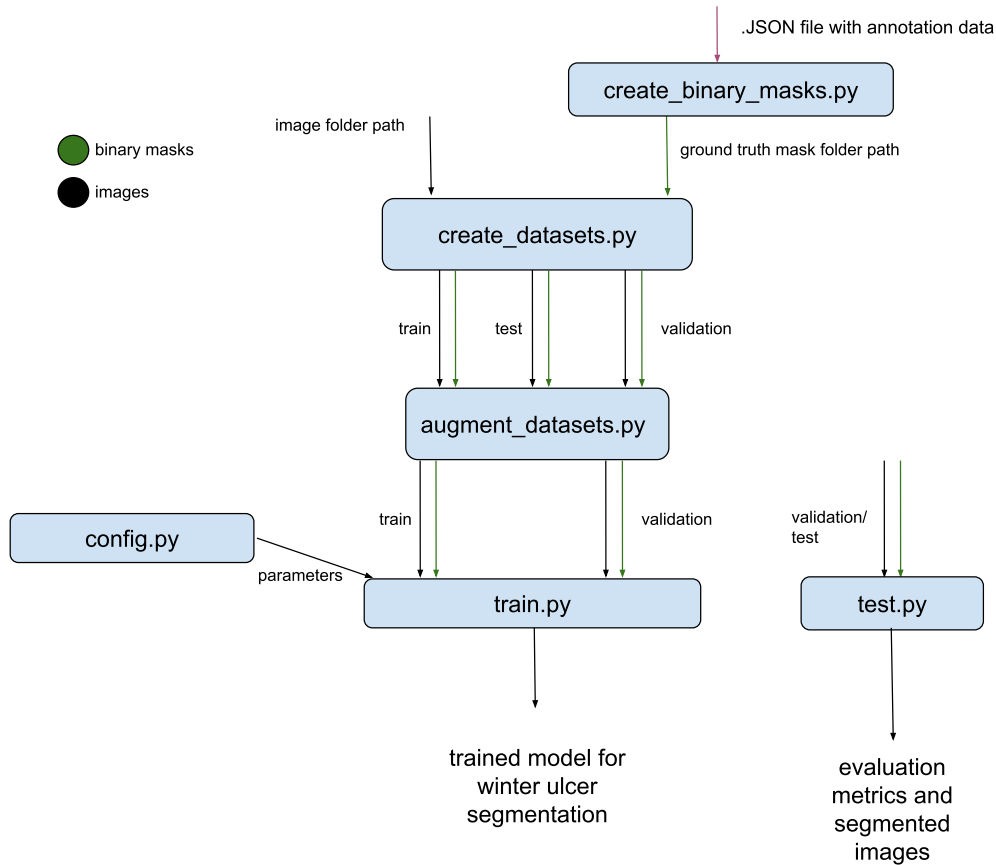 .JSON file with annotation data
create_binary_masks.py
image folder path
binary masks
ground truth mask folder path
images
create_datasets.py
train
test
validation
augment_datasets.py
train
validation
validation/
test
config.py
parameters
train.py
test.py
trained model for
winter ulcer
segmentation
evaluation
metrics and
segmented
images